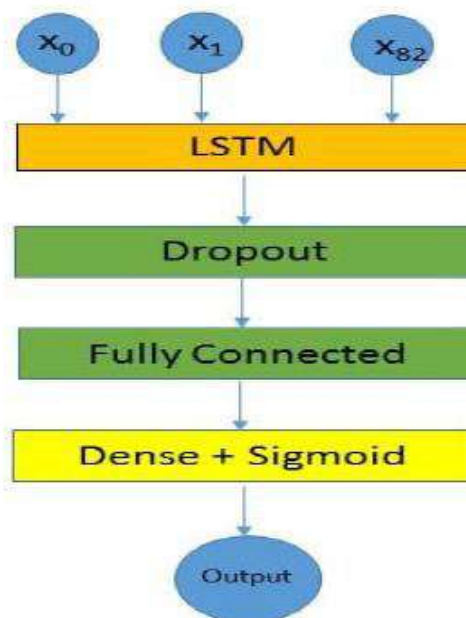 x₀ x₁ x₈₂
LSTM
Dropout
Fully Connected
Dense + Sigmoid
Output